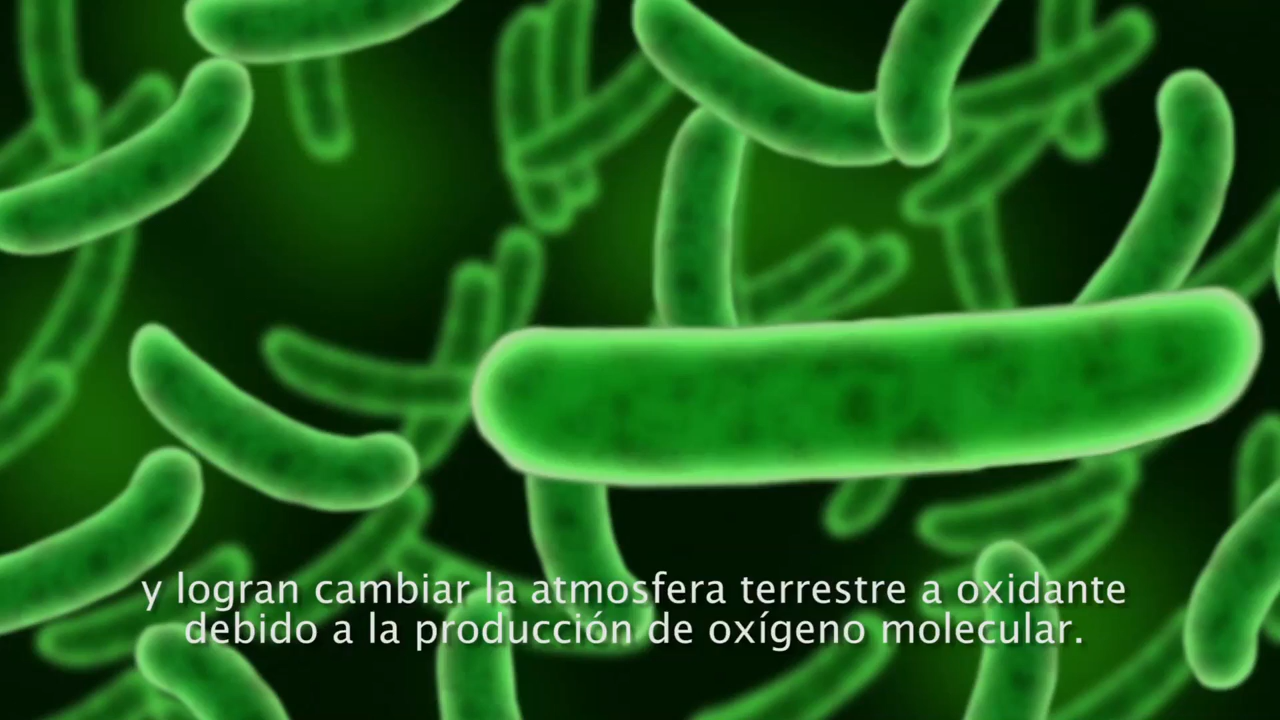 y logran cambiar la atmosfera terrestre a oxidante
debido a la producción de oxígeno molecular.